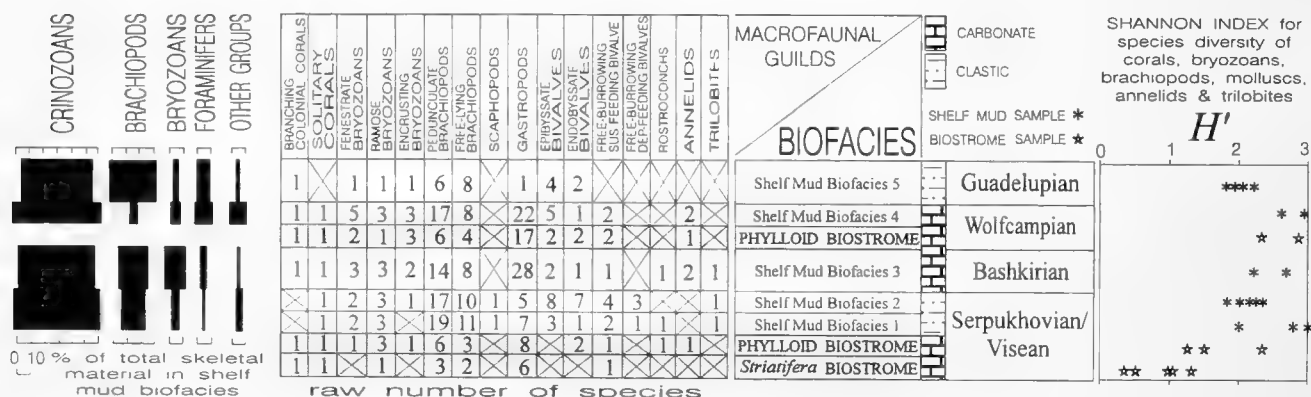 CRINOZOANS
BRACHIOPODS
BRYOZOANS
FORAMINIFERS
OTHER GROUPS
0 10 % of total skeletal
material in shelf
mud biofacies
BRANCHING
COLONIAL CORALS
SOLITARY
CORALS
FENESTRATE
BRYOZOANS
RAMOSE
BRYOZOANS
ENCRUSTING
BRYOZOANS
PEDUNCULATE
BRACHIOPODS
FREE-LYING
BRACHIOPODS
SCAPHOPODS
GASTROPODS
EPIBYSSATE
BIVALVES
ENDOBYSSATE
BIVALVES
FREE-BURROWING
SUS FEEDING BIVALVE
FREE-BURROWING
DEP-FEEDING BIVALVES
ROSTROCONCHS
ANNELIDS
TRILOBITES
MACROFAUNAL
GUILDS
BIOFACIES
CARBONATE
CLASTIC
SHELF MUD SAMPLE *
BIOSTROME SAMPLE ★
1 1 1 1 6 8 1 4 2 Shelf Mud Biofacies 5 Guadelupian
1 1 5 3 3 17 8 22 5 1 2 2 Shelf Mud Biofacies 4 Wolfcampian
1 1 2 1 3 6 4 17 2 2 2 1 PHYLLOID BIOSTROME
1 1 3 3 2 14 8 28 2 1 1 1 2 1 Shelf Mud Biofacies 3 Bashkirian
1 2 3 1 17 10 1 5 8 7 4 3 1 Shelf Mud Biofacies 2 Serpukhovian/
1 2 3 19 11 1 7 3 1 2 1 1 1 Shelf Mud Biofacies 1 Visean
1 1 1 3 1 6 3 8 2 1 1 1 PHYLLOID BIOSTROME
1 1 1 3 2 6 1 Striatifera BIOSTROME
raw number of species
SHANNON INDEX for
species diversity of
corals, bryozoans,
brachiopods, molluscs,
annelids & trilobites
H'
0 1 2 3